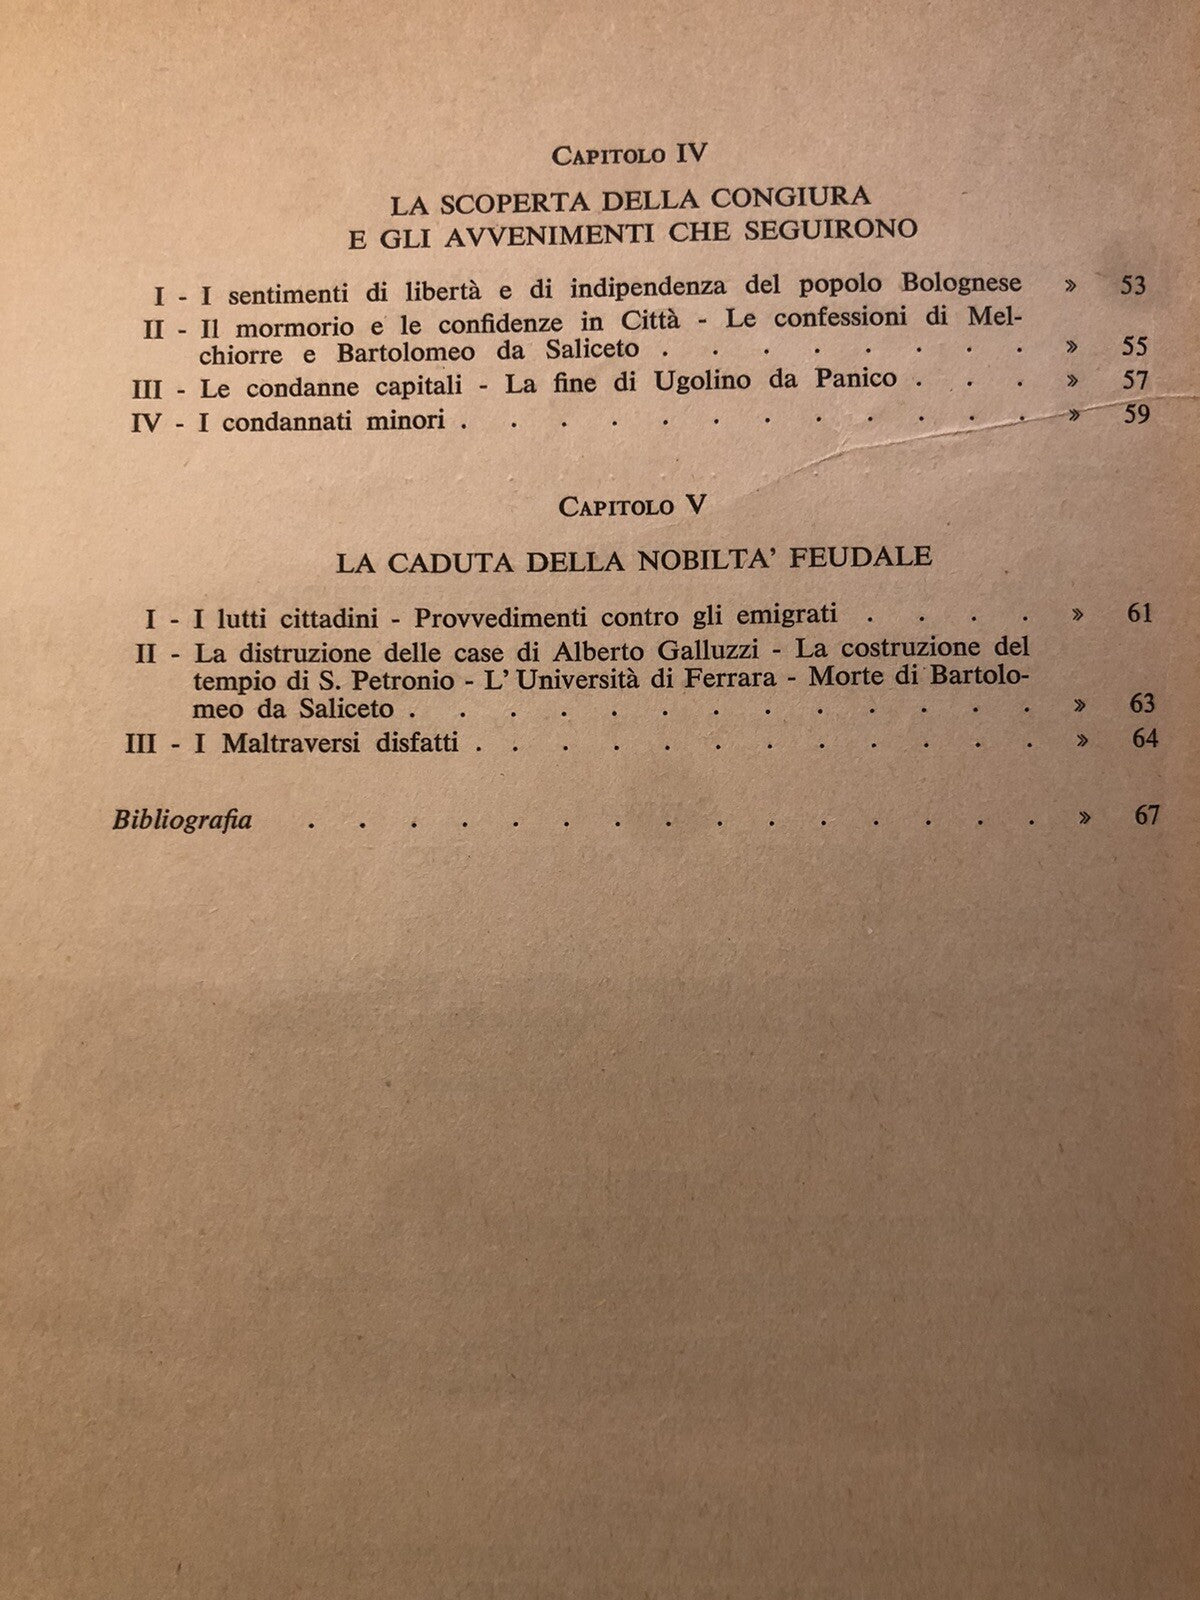 CAPITOLO IV
LA SCOPERTA DELLA CONGIURA
E GLI AVVENIMENTI CHE SEGUIRONO
I - I sentimenti di libertà e di indipendenza del popolo Bolognese » 53
II - Il mormorio e le confidenze in Città - Le confessioni di Mel-
chiorre e Bartolomeo da Saliceto . . . . . . . . » 55
III - Le condanne capitali - La fine di Ugolino da Panico . . . » 57
IV - I condannati minori . . . . . . . . . . . . » 59
CAPITOLO V
LA CADUTA DELLA NOBILTA' FEUDALE
I - I lutti cittadini - Provvedimenti contro gli emigrati . . . . » 61
II - La distruzione delle case di Alberto Galluzzi - La costruzione del
tempio di S. Petronio - L'Università di Ferrara - Morte di Bartolo-
meo da Saliceto . . . . . . . . . . . . . » 63
III - I Maltraversi disfatti . . . . . . . . . . . . » 64
Bibliografia . . . . . . . . . . . . . . . » 67